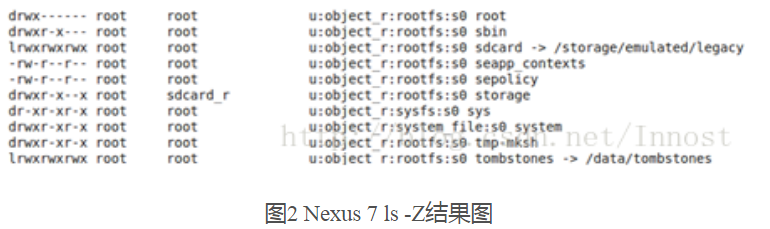 drwx------ root     root              u:object_r:rootfs:s0 root
drwxr-x--- root     root              u:object_r:rootfs:s0 sbin
lrwxrwxrwx root     root              u:object_r:rootfs:s0 sdcard -> /storage/emulated/legacy
-rw-r--r-- root     root              u:object_r:rootfs:s0 seapp_contexts
-rw-r--r-- root     root              u:object_r:rootfs:s0 sepolicy
drwxr-x--x root     sdcard_r          u:object_r:rootfs:s0 storage
dr-xr-xr-x root     root              u:object_r:sysfs:s0 sys
drwxr-xr-x root     root              u:object_r:system_file:s0 system
drwxr-xr-x root     root              u:object_r:rootfs:s0 tmp-mksh
lrwxrwxrwx root     root              u:object_r:rootfs:s0 tombstones -> /data/tombstones
图2 Nexus 7 ls -Z结果图